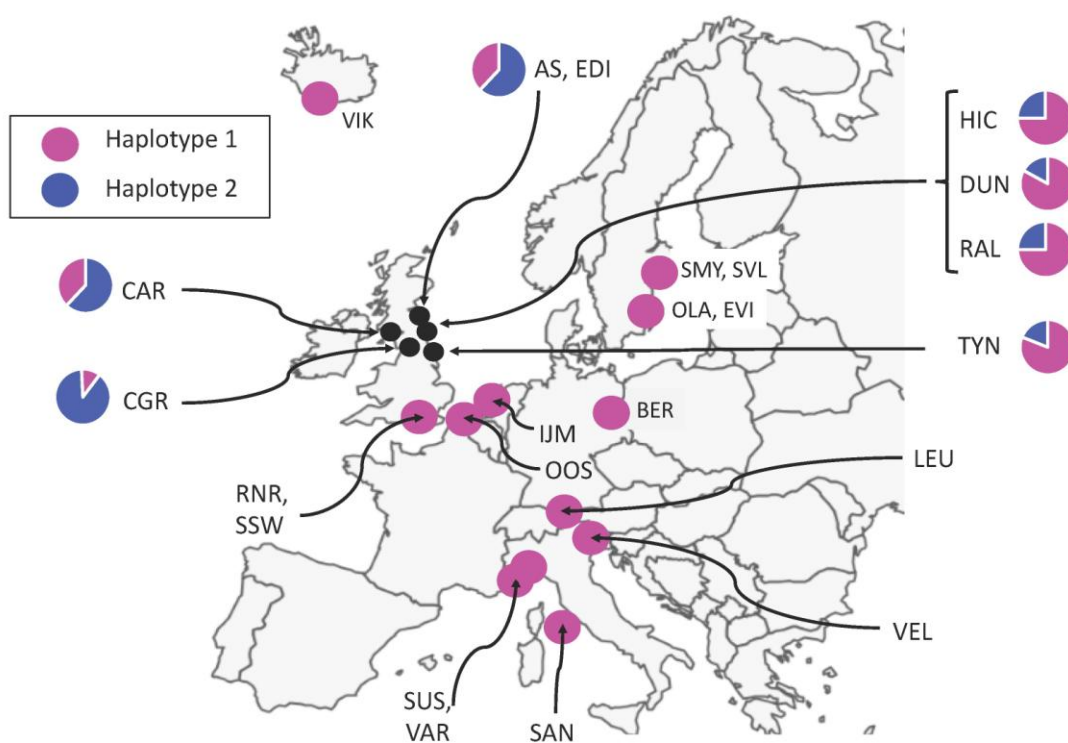 AS, EDI
VIK
Haplotype 1
Haplotype 2
HIC
DUN
RAL
CAR
SMY, SVL
OLA, EVI
TYN
CGR
BER
IJM
OOS
LEU
RNR,
SSW
VEL
SUS,
VAR
SAN